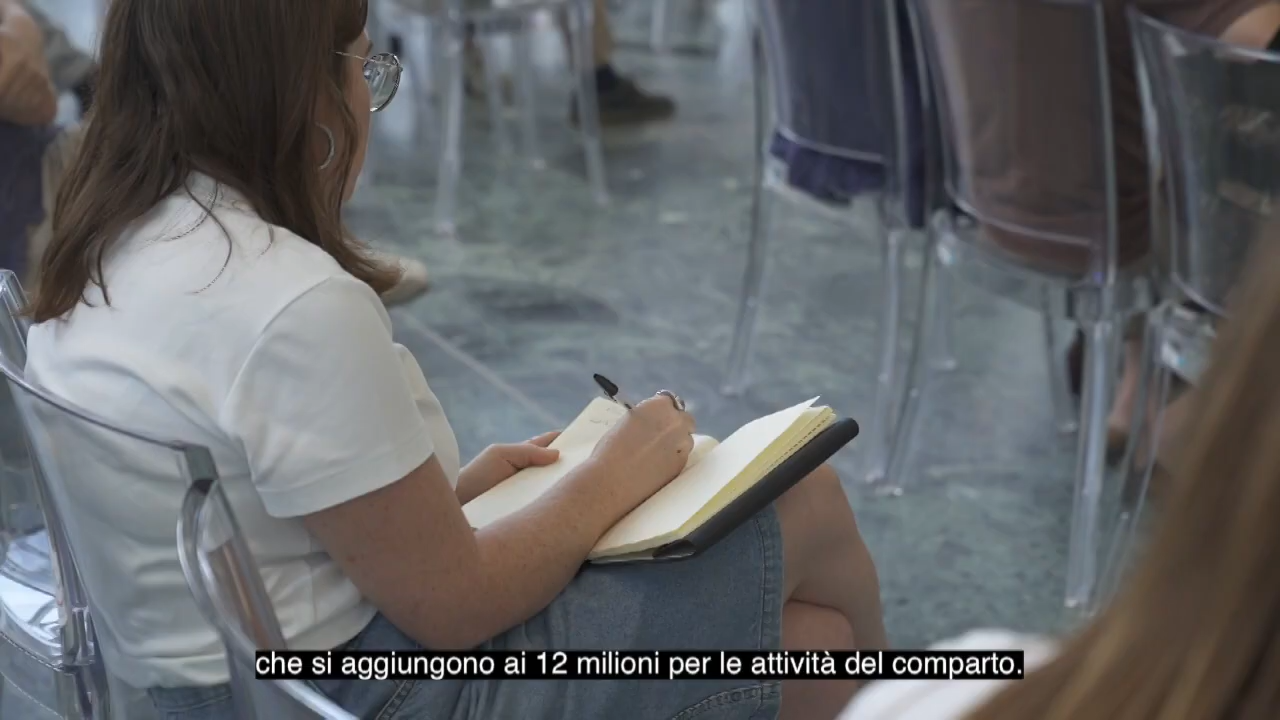 che si aggiungono ai 12 milioni per le attività del comparto.